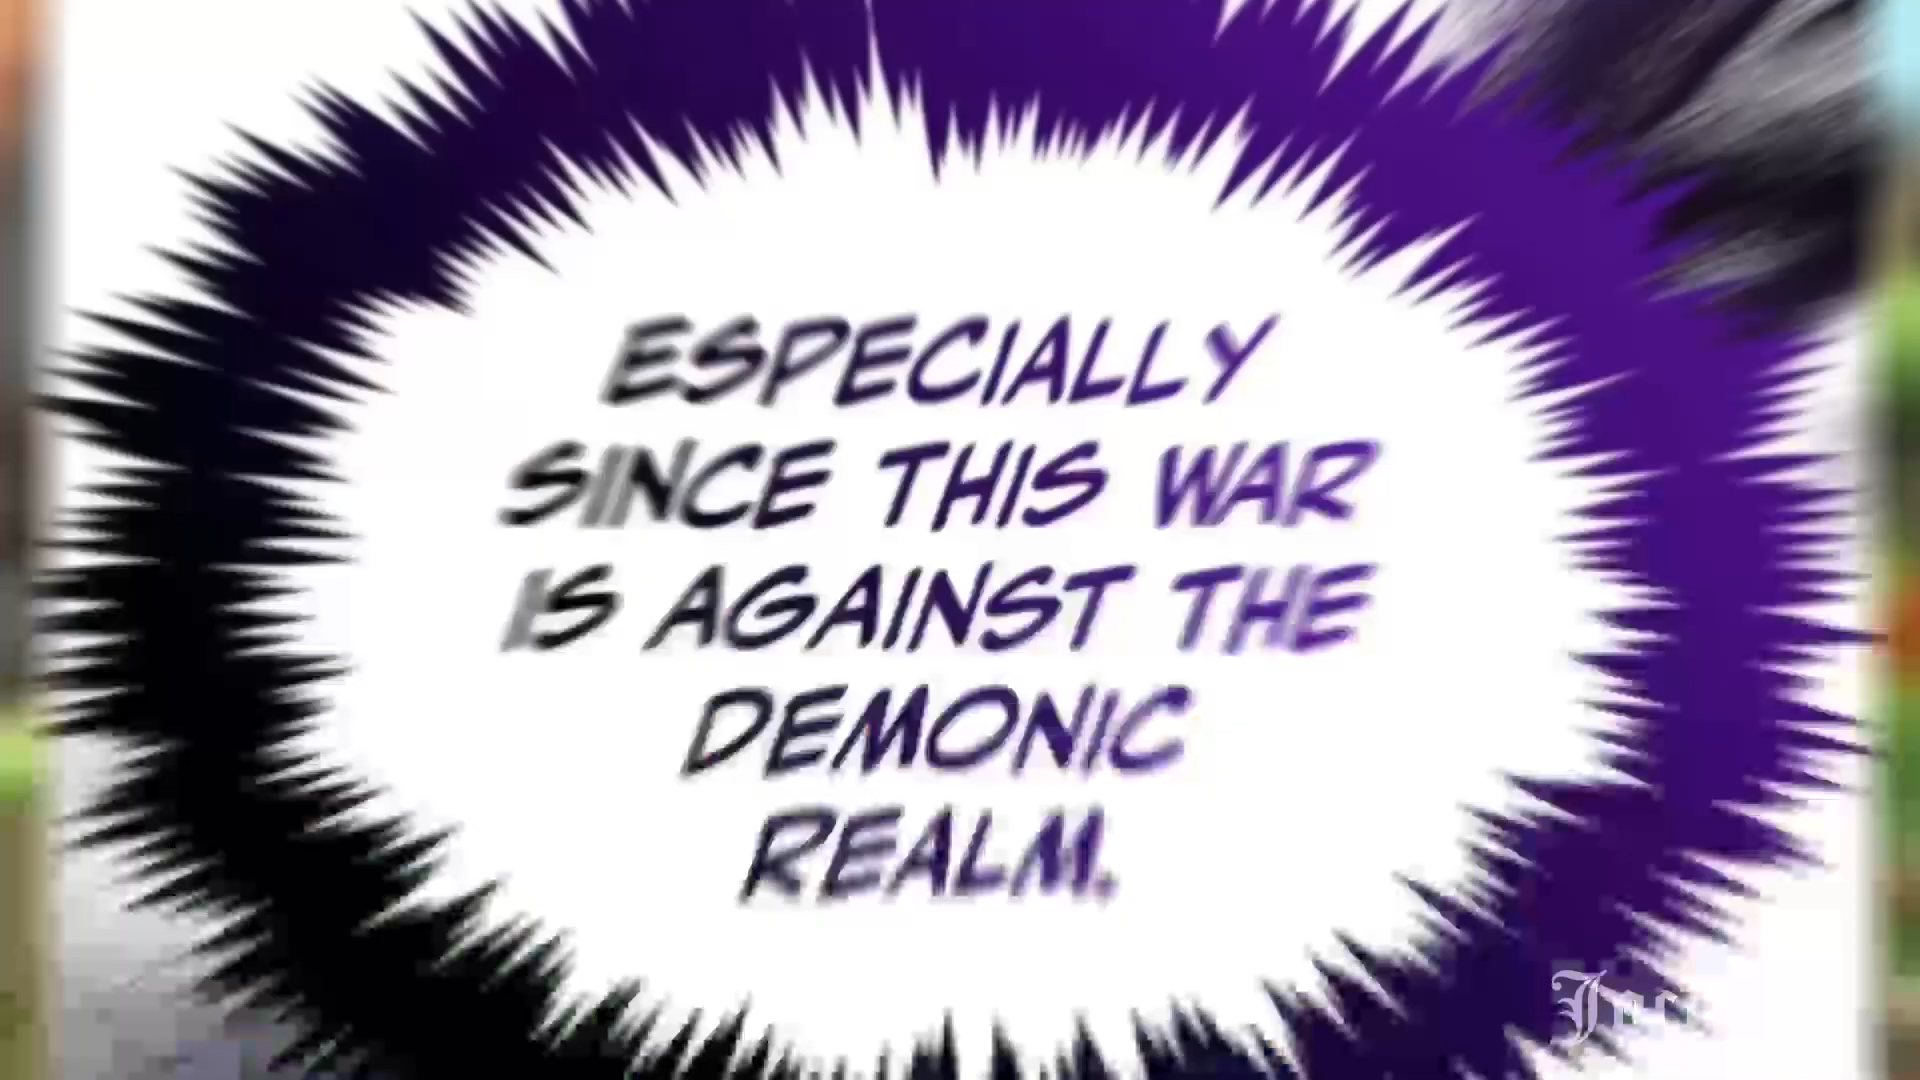 ESPECIALLY
SINCE THIS WAR
IS AGAINST THE
DEMONIC
REALM.